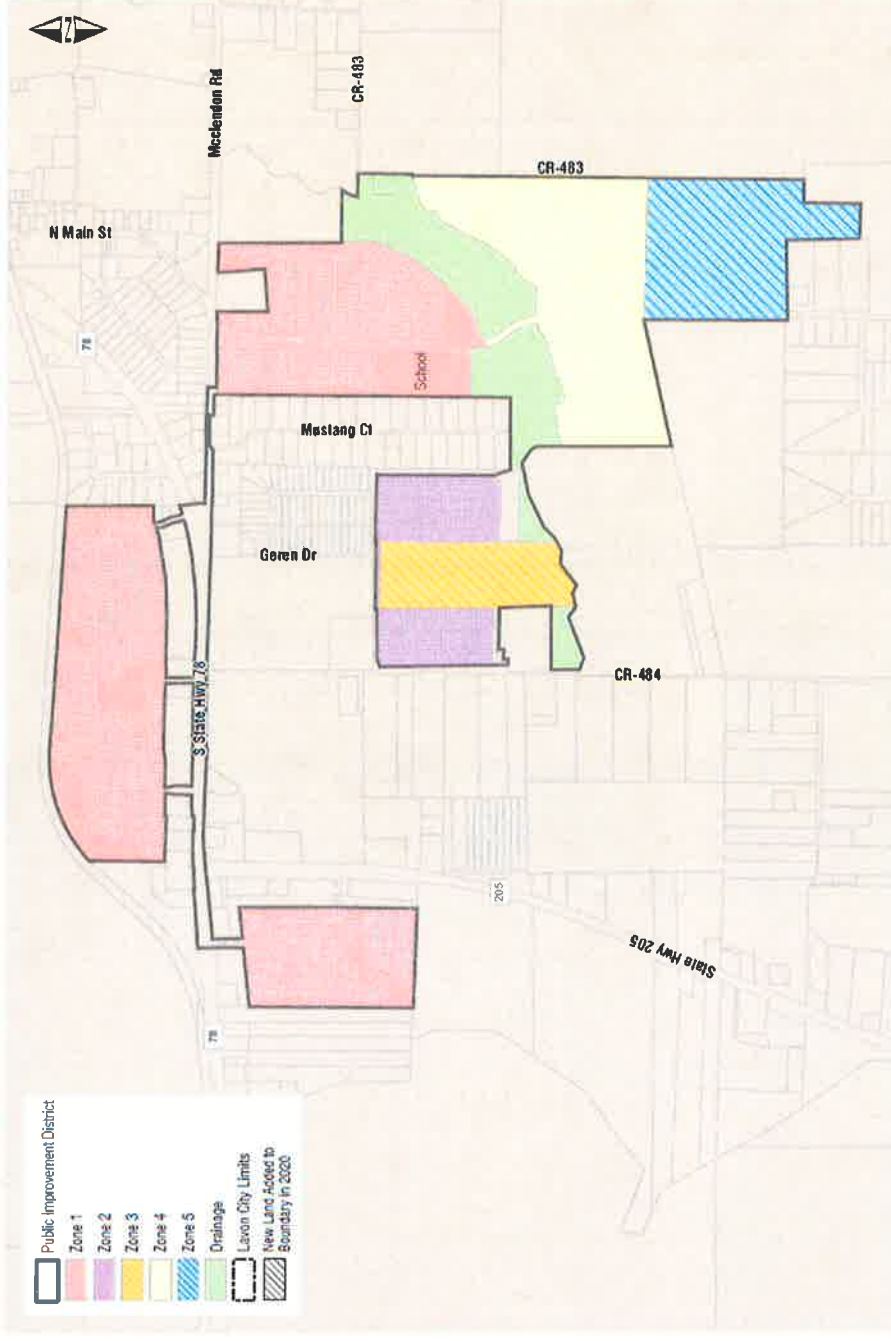 N
Mcclendon Rd
CR-483
N Main St
78
CR-483
School
Mustang Ct
Geren Dr
S State Hwy 78
CR-484
205
State Hwy 205
78
Public Improvement District
Zone 1
Zone 2
Zone 3
Zone 4
Zone 5
Drainage
Lavon City Limits
New Land Added to
Boundary in 2020